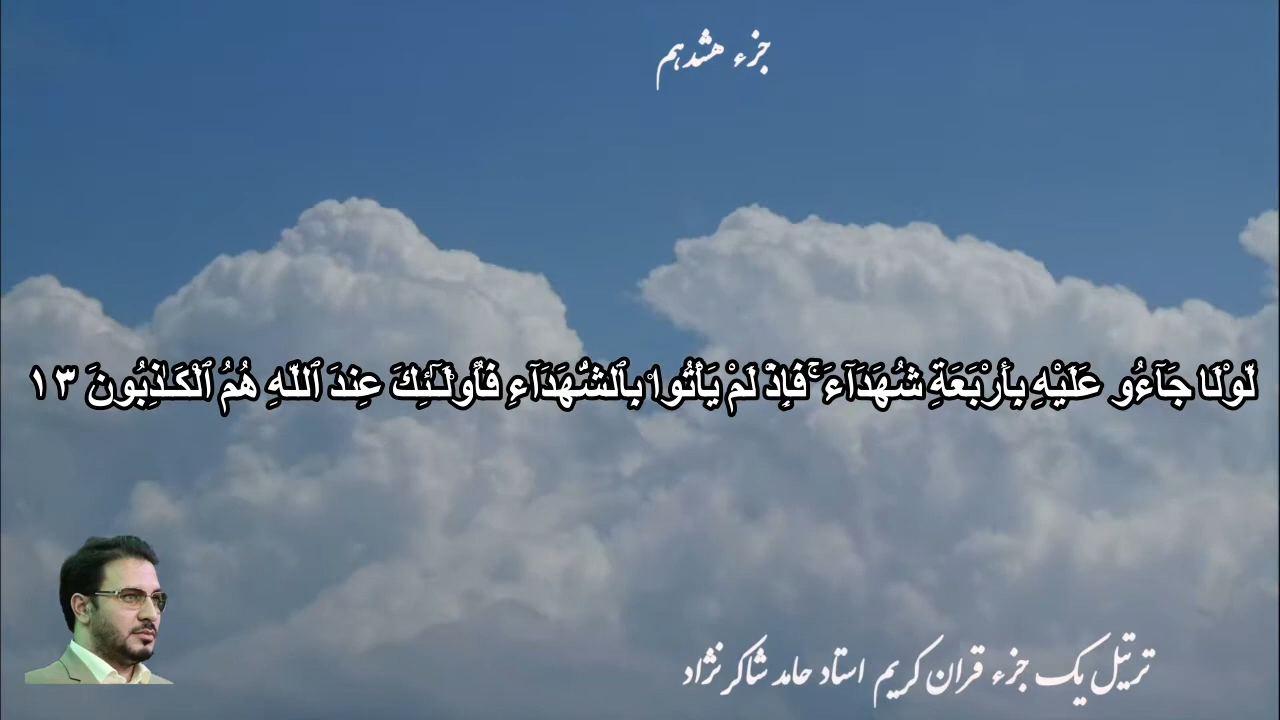 جزء هشدهم
لَّوْلَا جَآءُو عَلَيْهِ بِأَرْبَعَةِ شُهَدَآءَ ۚ فَإِذْ لَمْ يَأْتُوا۟ بِٱلشُّهَدَآءِ فَأُو۟لَـٰٓئِكَ عِندَ ٱللَّهِ هُمُ ٱلْكَـٰذِبُونَ ١٣
ترتیل یک جزء قران کریم استاد حامد شاکرنژاد